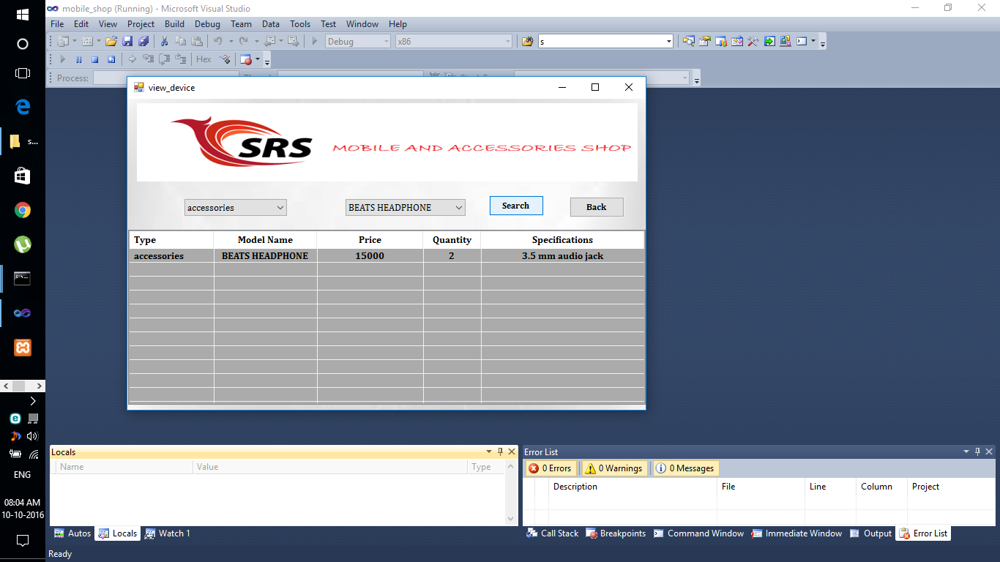 mobile_shop (Running) - Microsoft Visual Studio
File Edit View Project Build Debug Team Data Tools Test Window Help
Debug x86 s
Hex
Process:
view_device
SRS MOBILE AND ACCESSORIES SHOP
accessories BEATS HEADPHONE Search Back
Type Model Name Price Quantity Specifications
accessories BEATS HEADPHONE 15000 2 3.5 mm audio jack
s...
Locals
Name Value Type
Autos Locals Watch 1
Error List
0 Errors 0 Warnings 0 Messages
Description File Line Column Project
Call Stack Breakpoints Command Window Immediate Window Output Error List
Ready
ENG
08:04 AM
10-10-2016